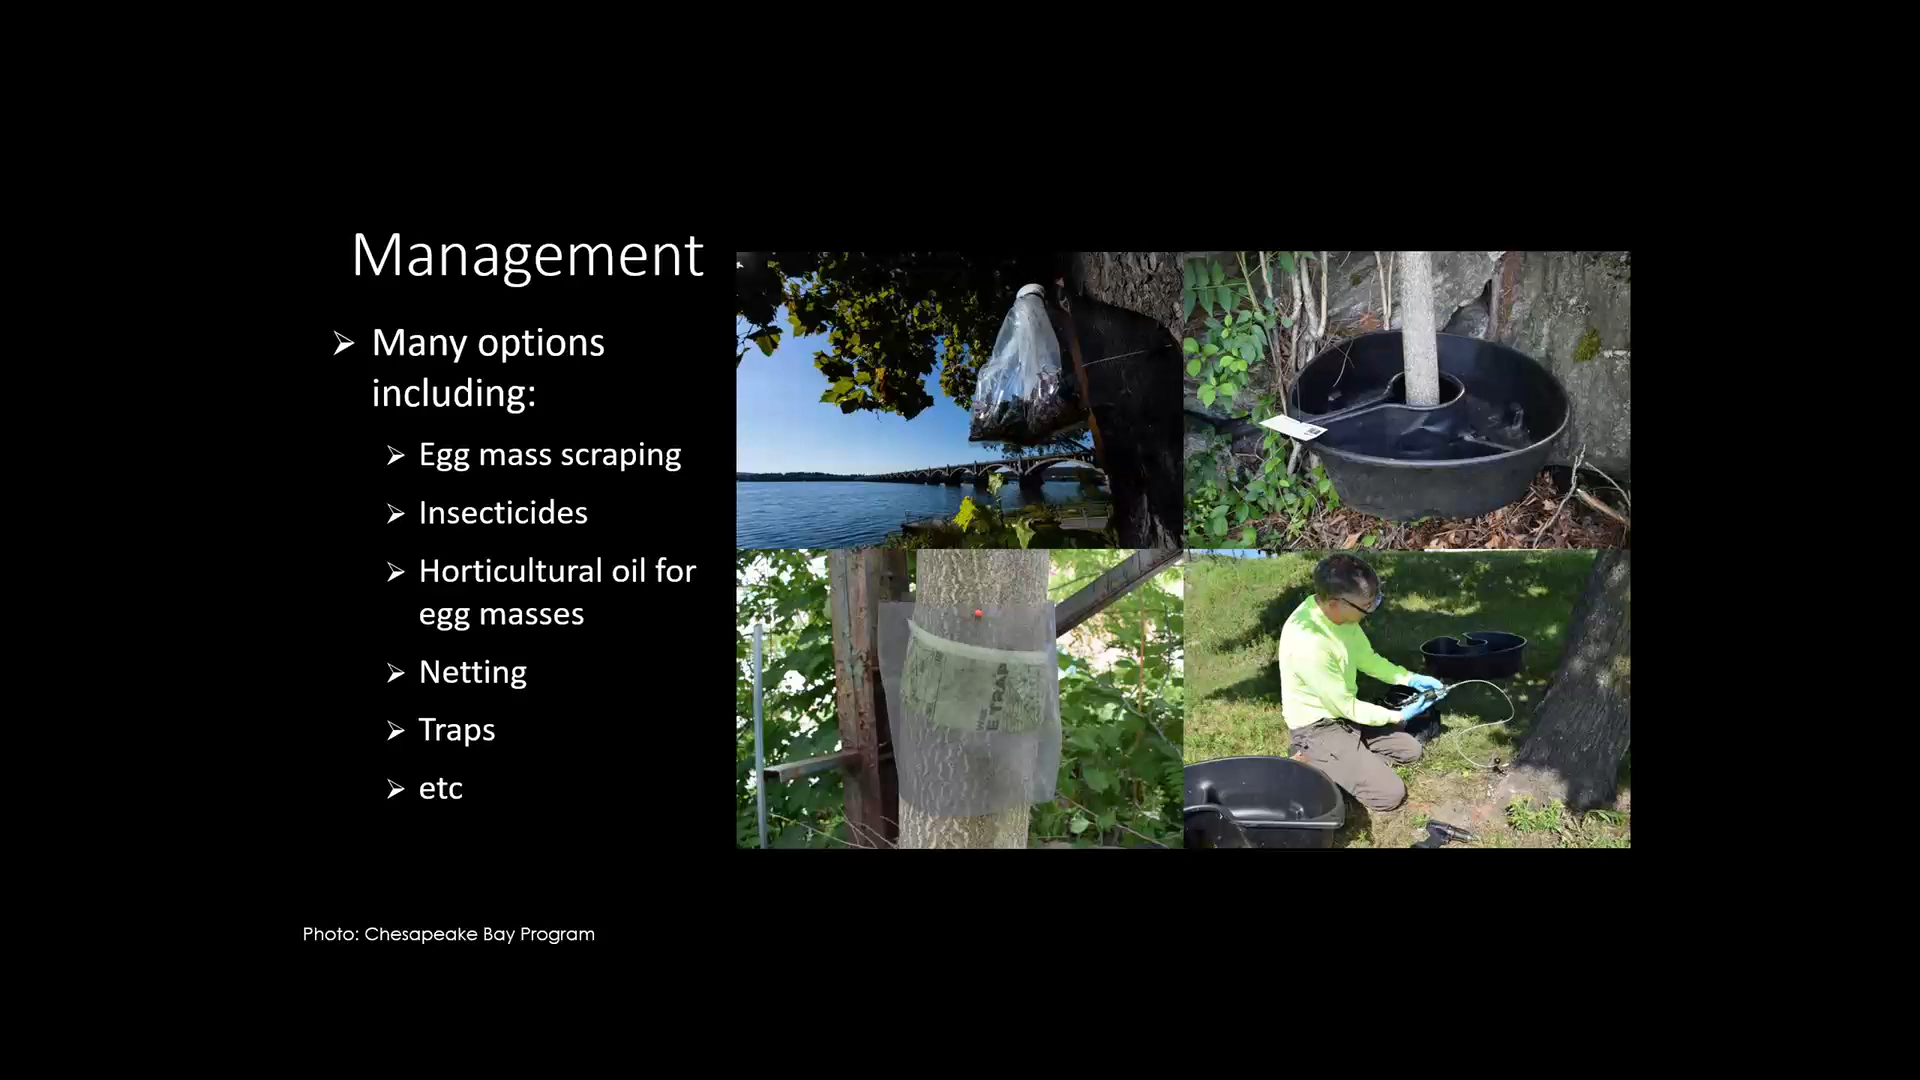 Management
➢ Many options
including:
➢ Egg mass scraping
➢ Insecticides
➢ Horticultural oil for
egg masses
➢ Netting
➢ Traps
➢ etc
E TRAP
Photo: Chesapeake Bay Program